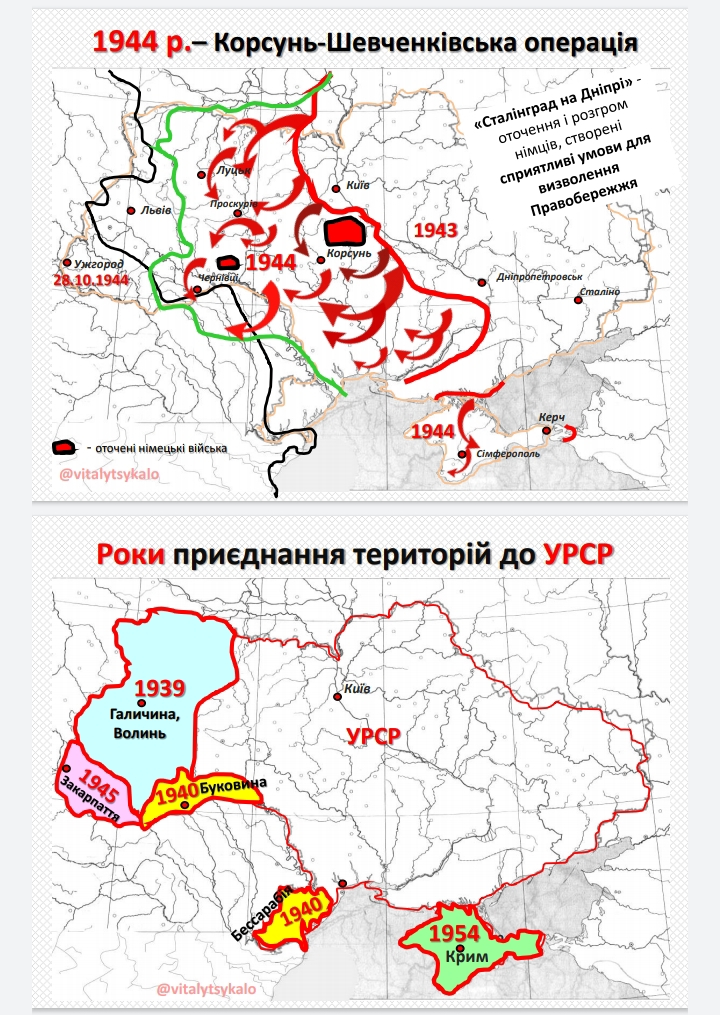 1944 р.– Корсунь-Шевченківська операція
«Сталінград на Дніпрі» -
оточення і розгром
німців, створені
сприятливі умови для
визволення
Правобережжя
Луцьк
Київ
Проскурів
Львів
1943
Корсунь
Ужгород
28.10.1944
1944
Чернівці
Дніпропетровськ
Сталіно
Керч
1944
Сімферополь
- оточені німецькі війська
@vitalytsykalo
Роки приєднання територій до УРСР
1939
Галичина,
Волинь
Київ
УРСР
1945
Закарпаття
1940 Буковина
Бессарабія
1940
1954
Крим
@vitalytsykalo